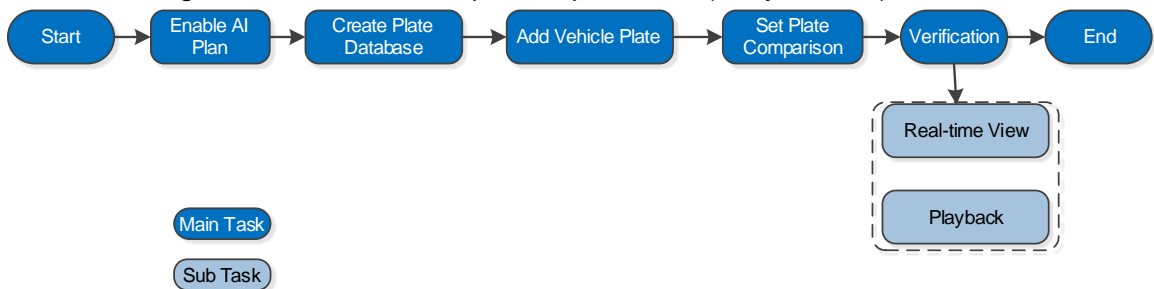 Start
Enable AI
Plan
Create Plate
Database
Add Vehicle Plate
Set Plate
Comparison
Verification
End
Real-time View
Playback
Main Task
Sub Task